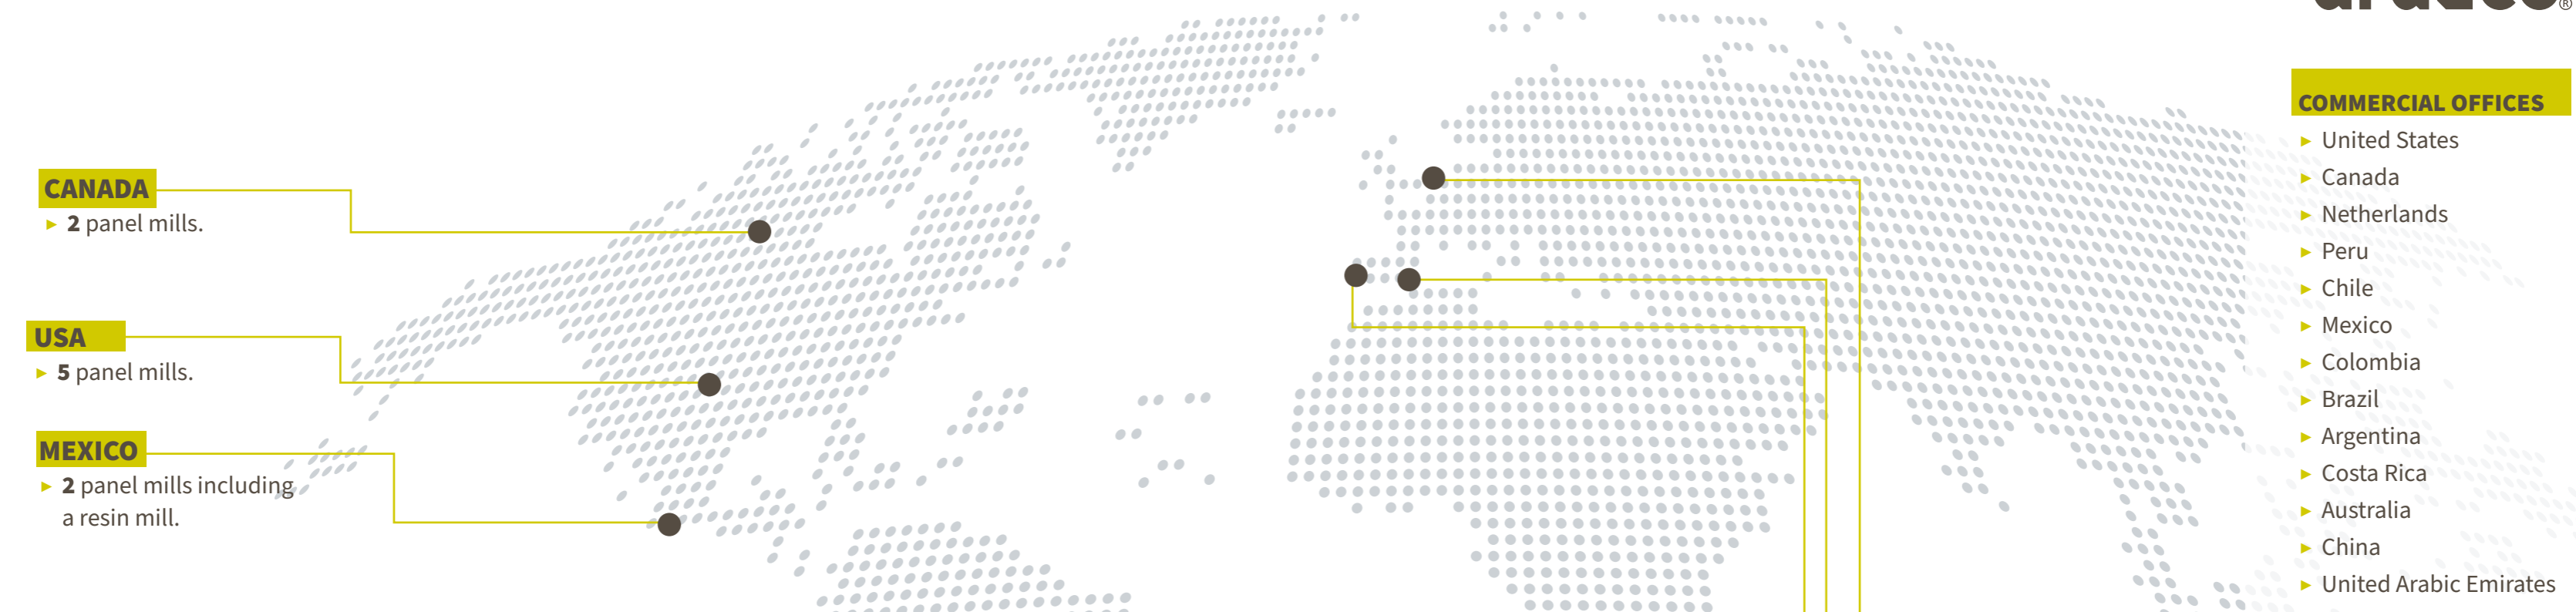 ®
CANADA
► 2 panel mills.
USA
► 5 panel mills.
MEXICO
► 2 panel mills including
a resin mill.
COMMERCIAL OFFICES
► United States
► Canada
► Netherlands
► Peru
► Chile
► Mexico
► Colombia
► Brazil
► Argentina
► Costa Rica
► Australia
► China
► United Arabic Emirates